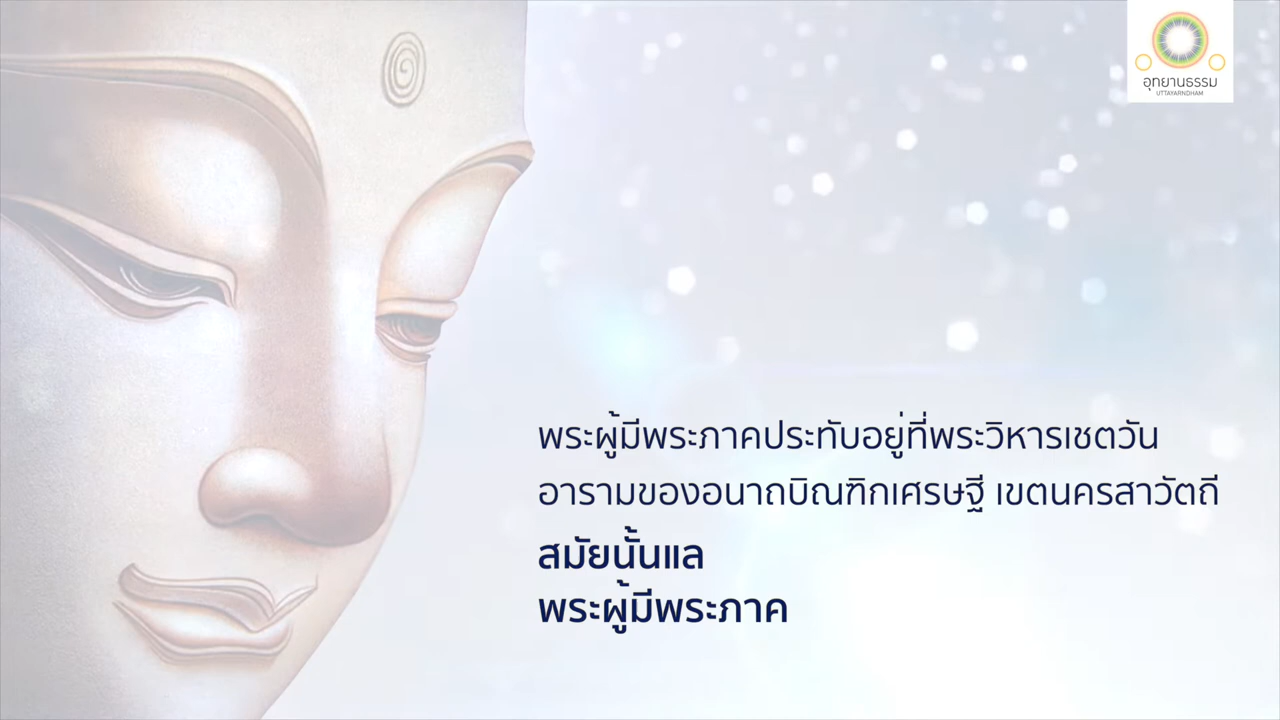 อุทยานธรรม
UTTAYARNDHAM
พระผู้มีพระภาคประทับอยู่ที่พระวิหารเชตวัน
อารามของอนาถบิณฑิกเศรษฐี เขตนครสาวัตถี
สมัยนั้นแล
พระผู้มีพระภาค